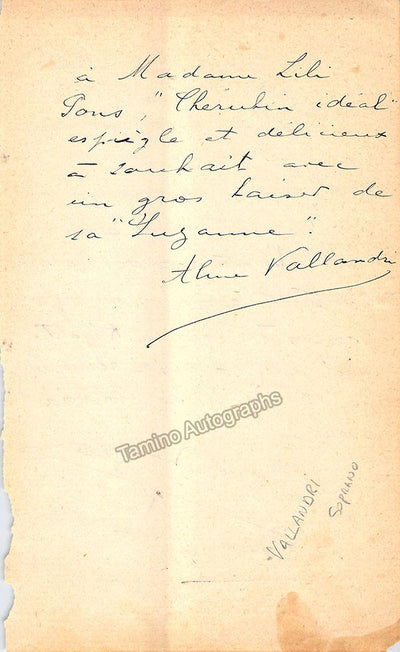 à Madame Lili
Pons, "Chérubin idéal"
espiègle et délicieux
à souhait avec
un gros baiser de
sa "Suzanne".
Aline Vallandri
Tamino Autographs
VALLANDRI
SOPRANO